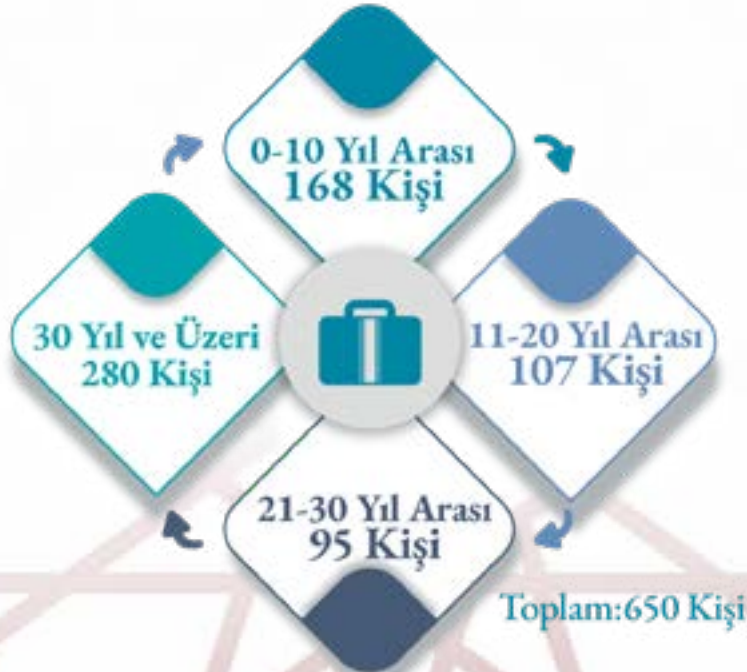 0-10 Yıl Arası
168 Kişi
11-20 Yıl Arası
107 Kişi
21-30 Yıl Arası
95 Kişi
30 Yıl ve Üzeri
280 Kişi
Toplam:650 Kişi